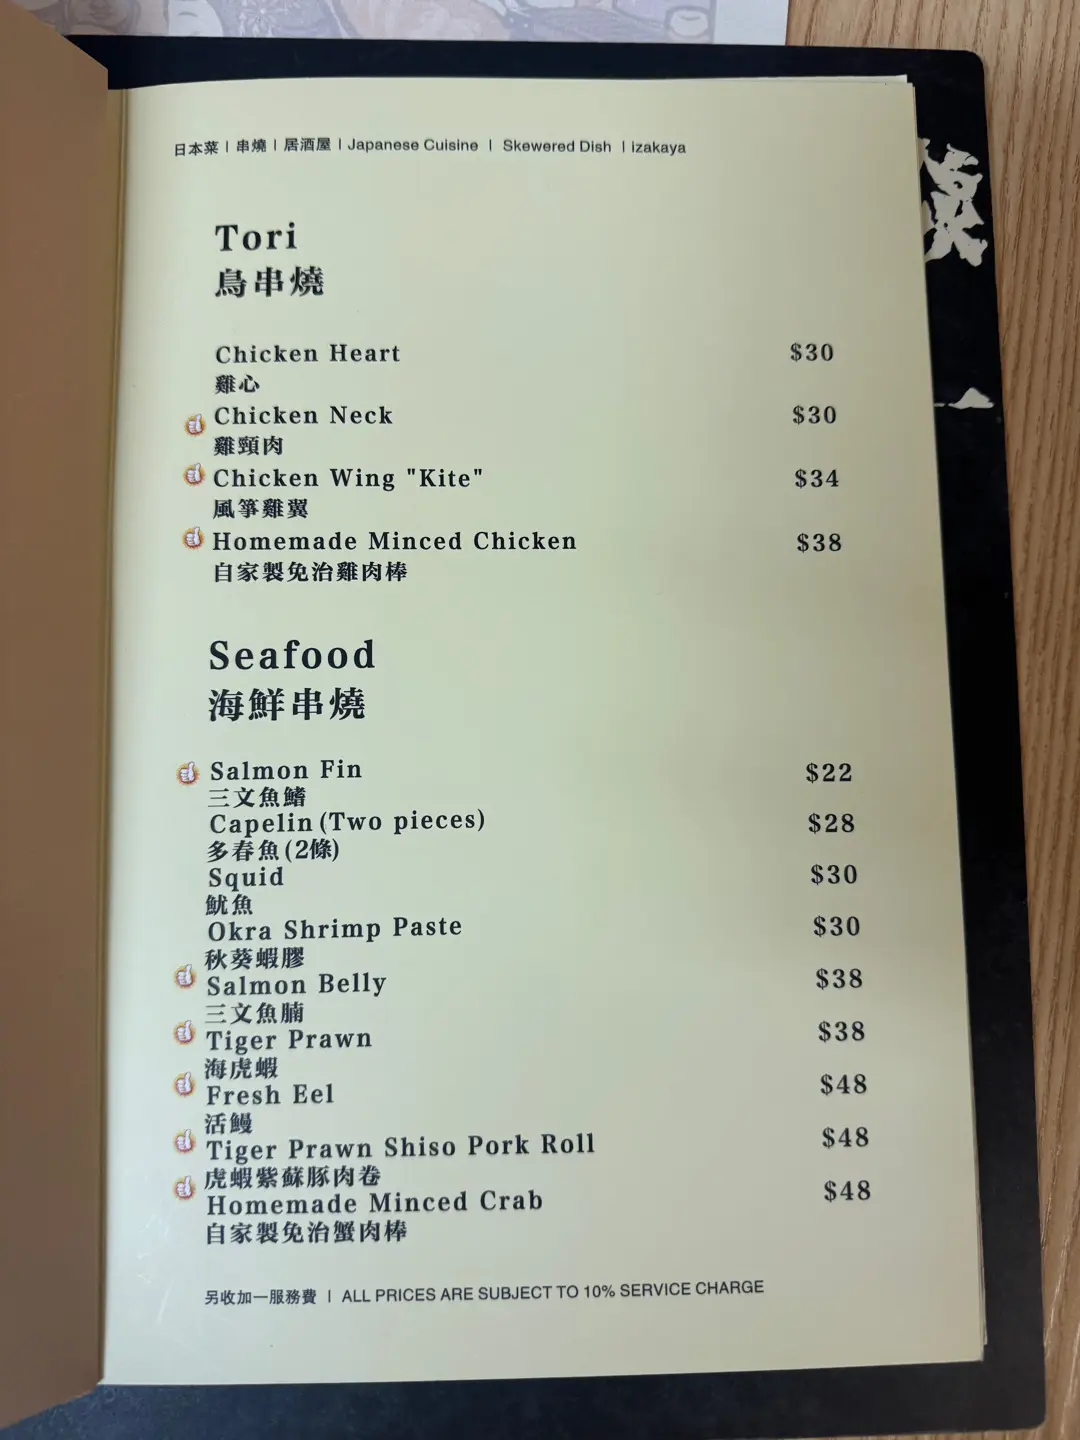 日本菜 | 串燒 | 居酒屋 | Japanese Cuisine | Skewered Dish | izakaya
Tori
鳥串燒
Chicken Heart $30
雞心
Chicken Neck $30
雞頸肉
Chicken Wing "Kite" $34
風箏雞翼
Homemade Minced Chicken $38
自家製免治雞肉棒
Seafood
海鮮串燒
Salmon Fin $22
三文魚鰭
Capelin (Two pieces) $28
多春魚 (2條)
Squid $30
魷魚
Okra Shrimp Paste $30
秋葵蝦膠
Salmon Belly $38
三文魚腩
Tiger Prawn $38
海虎蝦
Fresh Eel $48
活鰻
Tiger Prawn Shiso Pork Roll $48
虎蝦紫蘇豚肉卷
Homemade Minced Crab $48
自家製免治蟹肉棒
另收加一服務費 | ALL PRICES ARE SUBJECT TO 10% SERVICE CHARGE